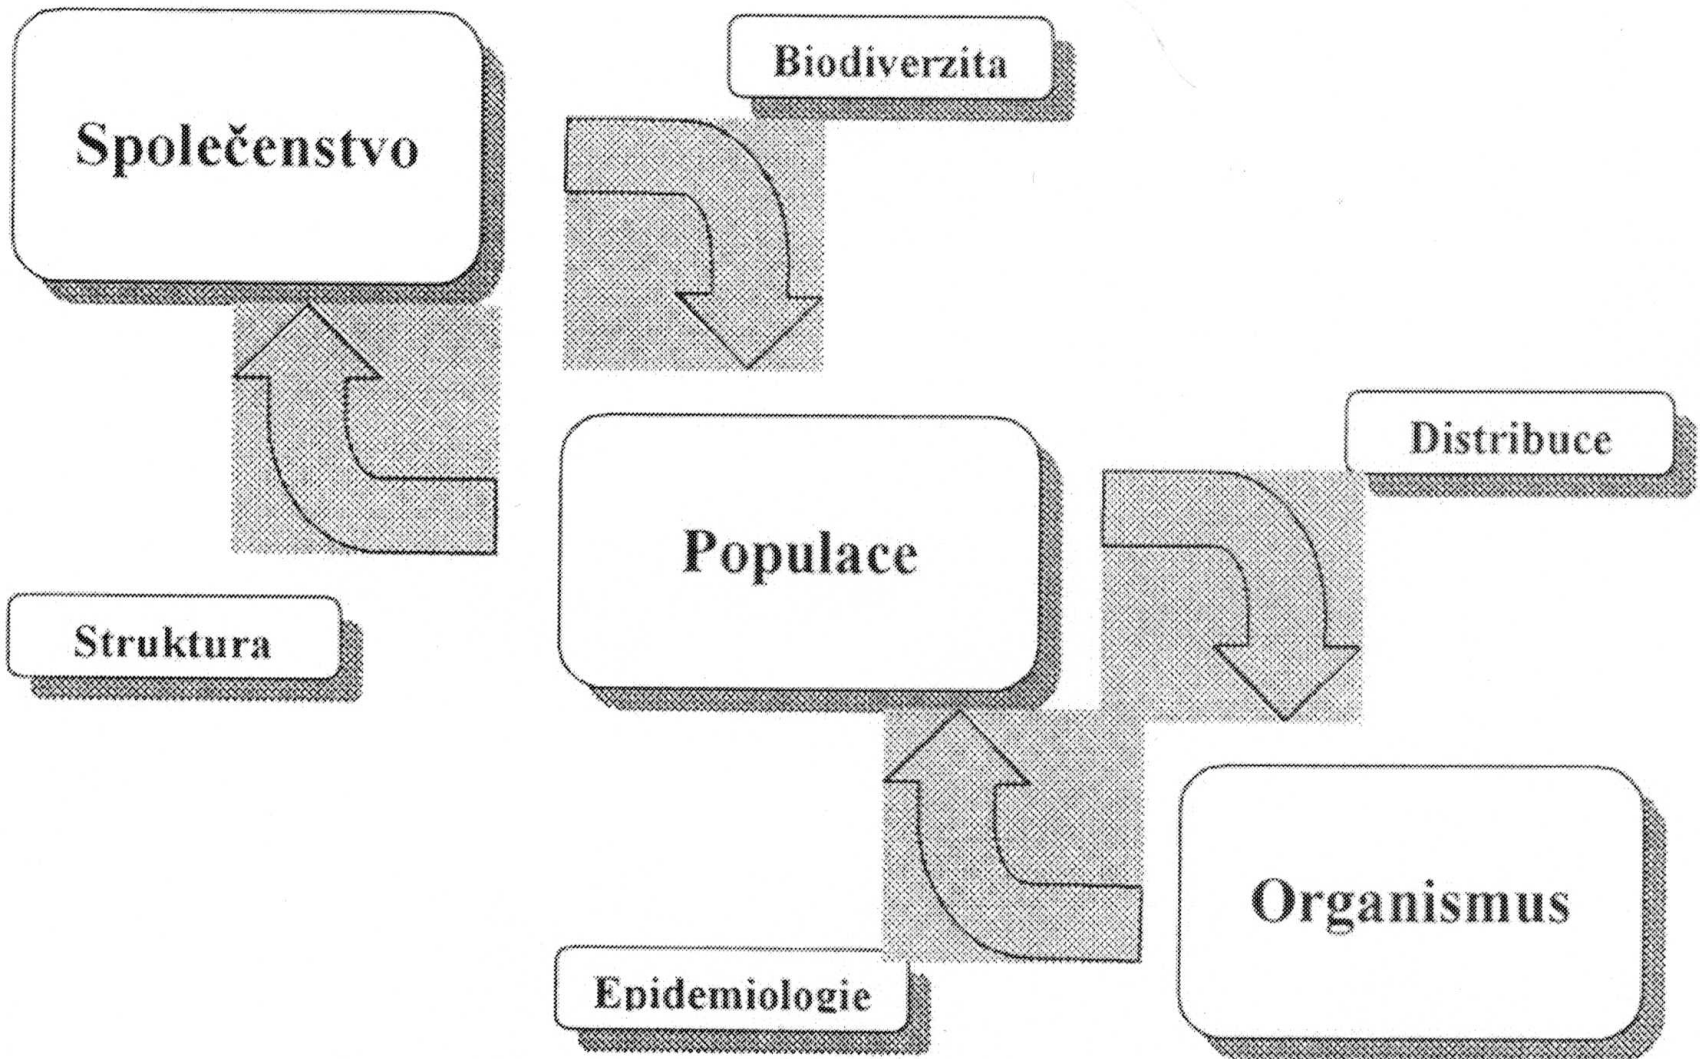 Společenstvo
Biodiverzita
Struktura
Populace
Distribuce
Epidemiologie
Organismus